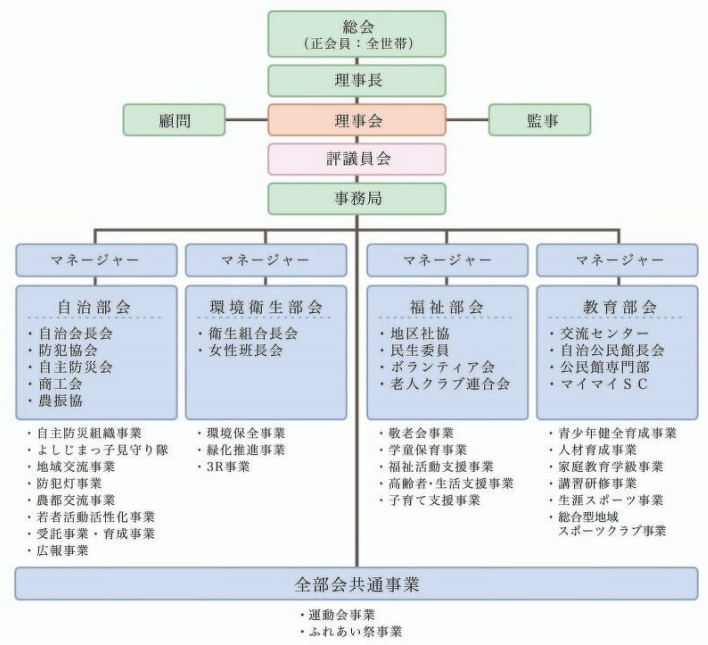 総会
（正会員：全世帯）
理事長
顧問
理事会
監事
評議員会
事務局
マネージャー
自治部会
・自治会長会
・防犯協会
・自主防災会
・商工会
・農振協
・自主防災組織事業
・よしじまっ子見守り隊
・地域交流事業
・防犯灯事業
・農都交流事業
・若者活動活性化事業
・受託事業・育成事業
・広報事業
マネージャー
環境衛生部会
・衛生組合長会
・女性班長会
・環境保全事業
・緑化推進事業
・3R事業
マネージャー
福祉部会
・地区社協
・民生委員
・ボランティア会
・老人クラブ連合会
・敬老会事業
・学童保育事業
・福祉活動支援事業
・高齢者・生活支援事業
・子育て支援事業
マネージャー
教育部会
・交流センター
・自治公民館長会
・公民館専門部
・マイマイＳＣ
・青少年健全育成事業
・人材育成事業
・家庭教育学級事業
・講習研修事業
・生涯スポーツ事業
・総合型地域
スポーツクラブ事業
全部会共通事業
・運動会事業
・ふれあい祭事業